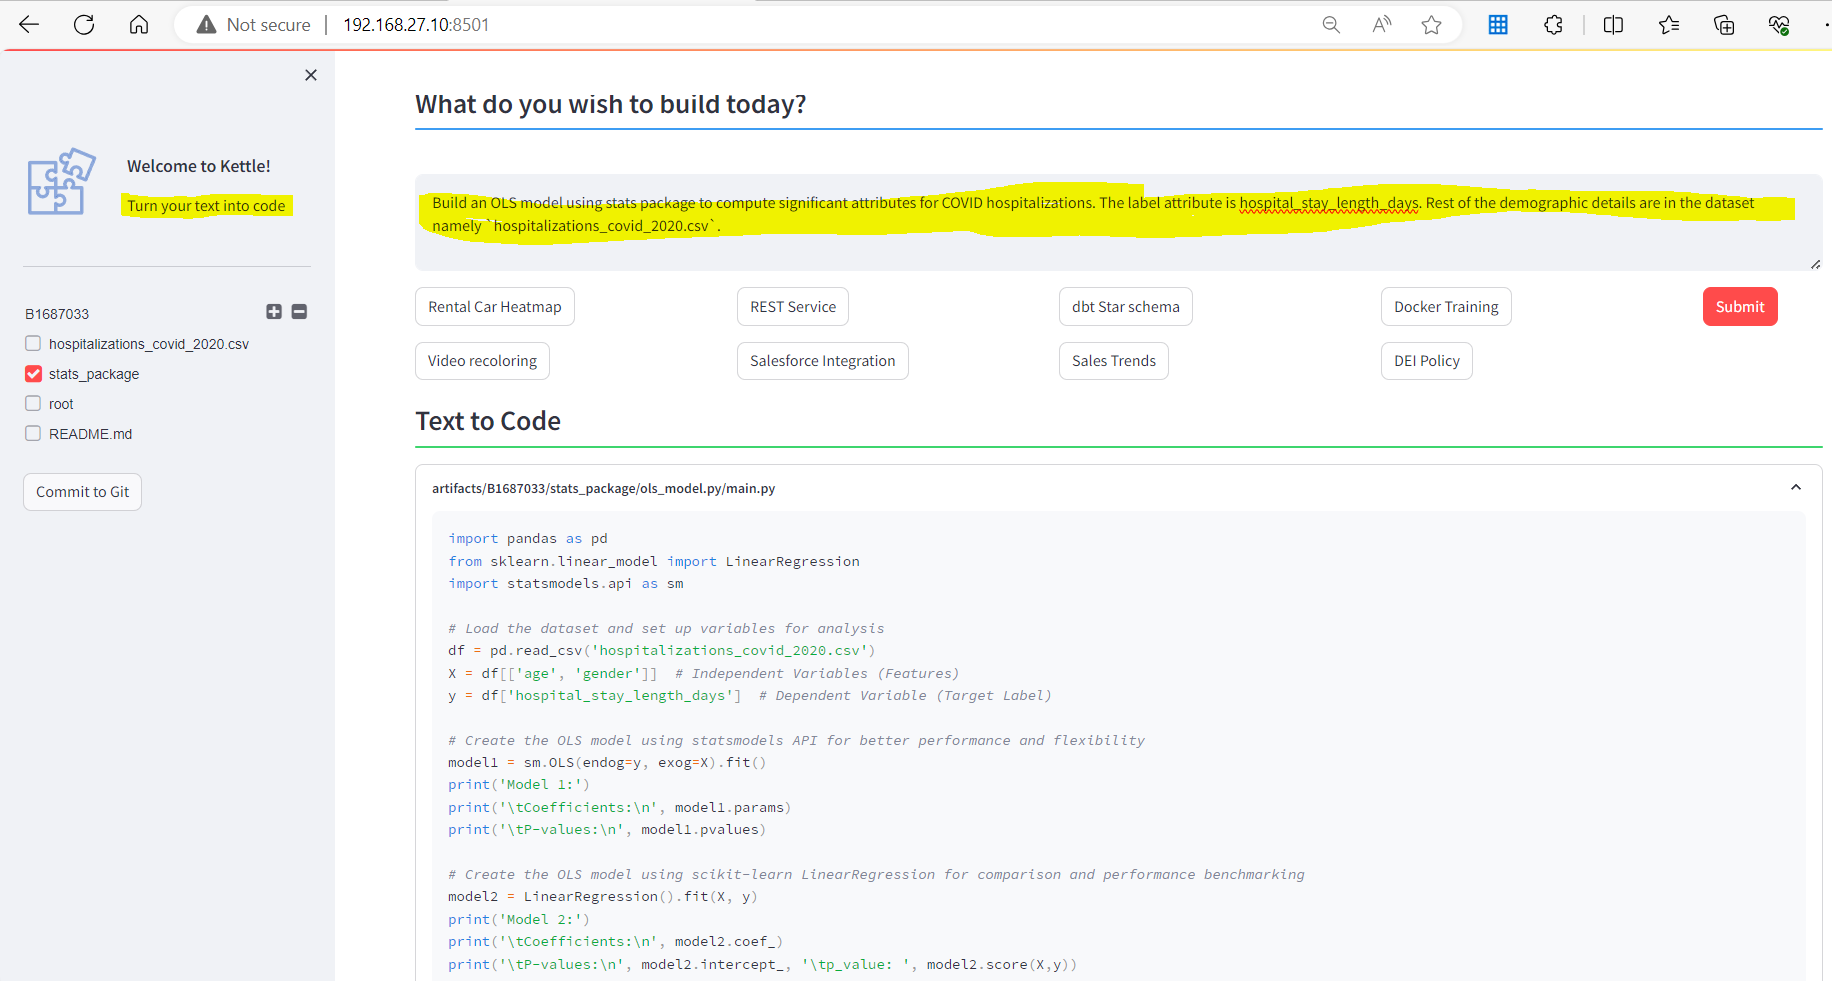 Not secure
192.168.27.10:8501
What do you wish to build today?
Welcome to Kettle!
Turn your text into code
Build an OLS model using stats package to compute significant attributes for COVID hospitalizations. The label attribute is hospital_stay_length_days. Rest of the demographic details are in the dataset
namely `hospitalizations_covid_2020.csv`.
Rental Car Heatmap
REST Service
dbt Star schema
Docker Training
Submit
Video recoloring
Salesforce Integration
Sales Trends
DEI Policy
B1687033
hospitalizations_covid_2020.csv
stats_package
root
README.md
Commit to Git
Text to Code
artifacts/B1687033/stats_package/ols_model.py/main.py
import pandas as pd
from sklearn.linear_model import LinearRegression
import statsmodels.api as sm
# Load the dataset and set up variables for analysis
df = pd.read_csv('hospitalizations_covid_2020.csv')
X = df[['age', 'gender']]  # Independent Variables (Features)
y = df['hospital_stay_length_days']  # Dependent Variable (Target Label)
# Create the OLS model using statsmodels API for better performance and flexibility
model1 = sm.OLS(endog=y, exog=X).fit()
print('Model 1:')
print('\tCoefficients:\n', model1.params)
print('\tP-values:\n', model1.pvalues)
# Create the OLS model using scikit-learn LinearRegression for comparison and performance benchmarking
model2 = LinearRegression().fit(X, y)
print('Model 2:')
print('\tCoefficients:\n', model2.coef_)
print('\tP-values:\n', model2.intercept_, '\tp_value: ', model2.score(X,y))